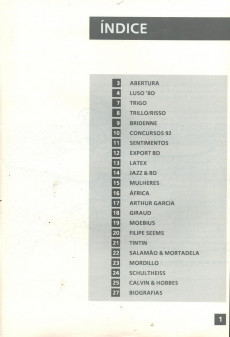 ÍNDICE
3 ABERTURA
4 LUSO '80
7 TRIGO
8 TRILLO/RISSO
9 BRIDENNE
10 CONCURSOS 92
11 SENTIMENTOS
12 EXPORT BD
13 LATEX
14 JAZZ & BD
15 MULHERES
16 ÁFRICA
17 ARTHUR GARCIA
18 GIRAUD
19 MOEBIUS
20 FILIPE SEEMS
21 TINTIN
22 SALAMÃO & MORTADELA
23 MORDILLO
24 SCHULTHEISS
25 CALVIN & HOBBES
27 BIOGRAFIAS
1